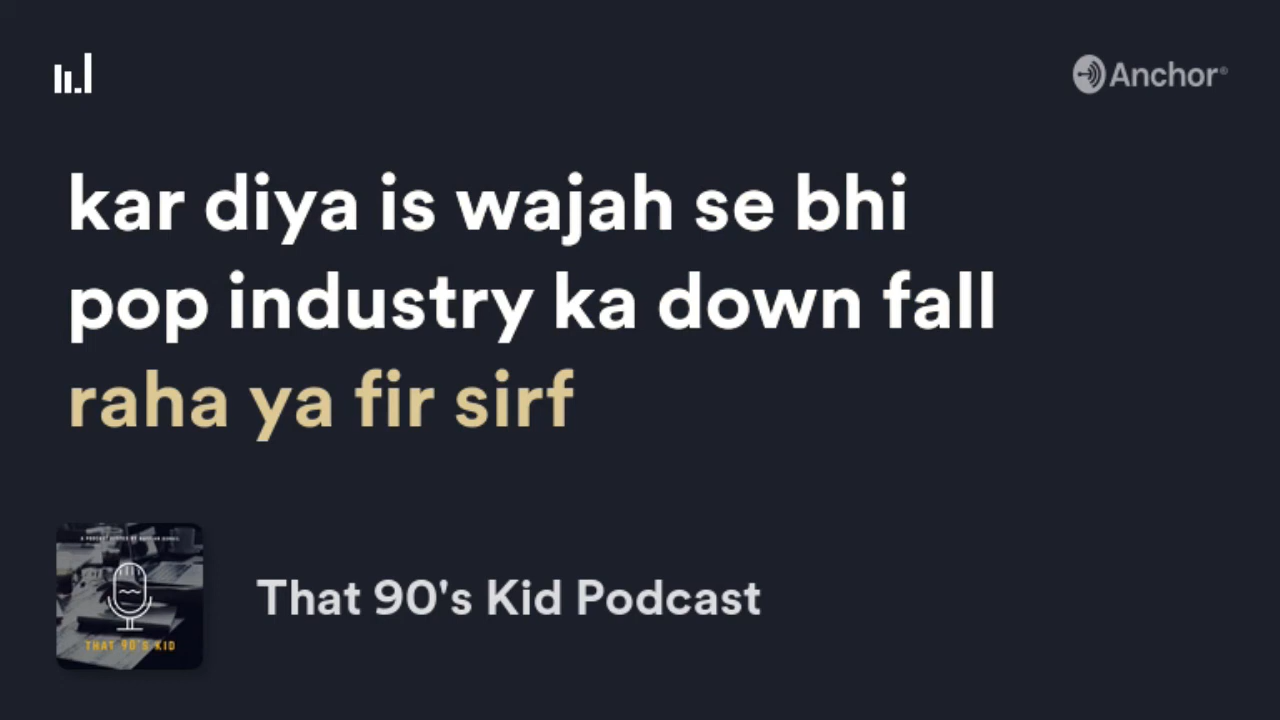 Anchor®
kar diya is wajah se bhi
pop industry ka down fall
raha ya fir sirf
THAT 90'S KID
That 90's Kid Podcast